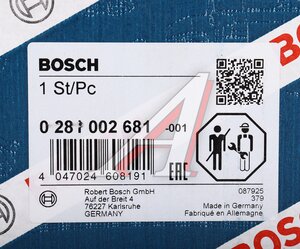 BOSCH
1 St/Pc
0 281 002 681 -001
4 047024 608191
EAC
Robert Bosch GmbH
Auf der Breit 4
76227 Karlsruhe
GERMANY
087925
379
Made in Germany
Fabriqué en Allemagne